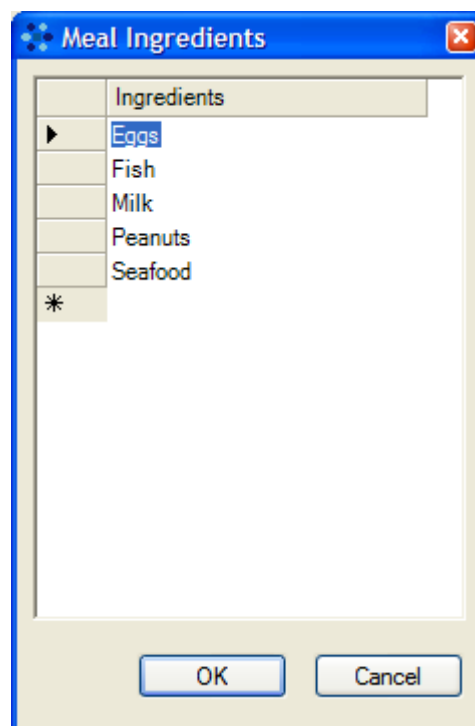 Meal Ingredients
Ingredients
Eggs
Fish
Milk
Peanuts
Seafood
OK Cancel